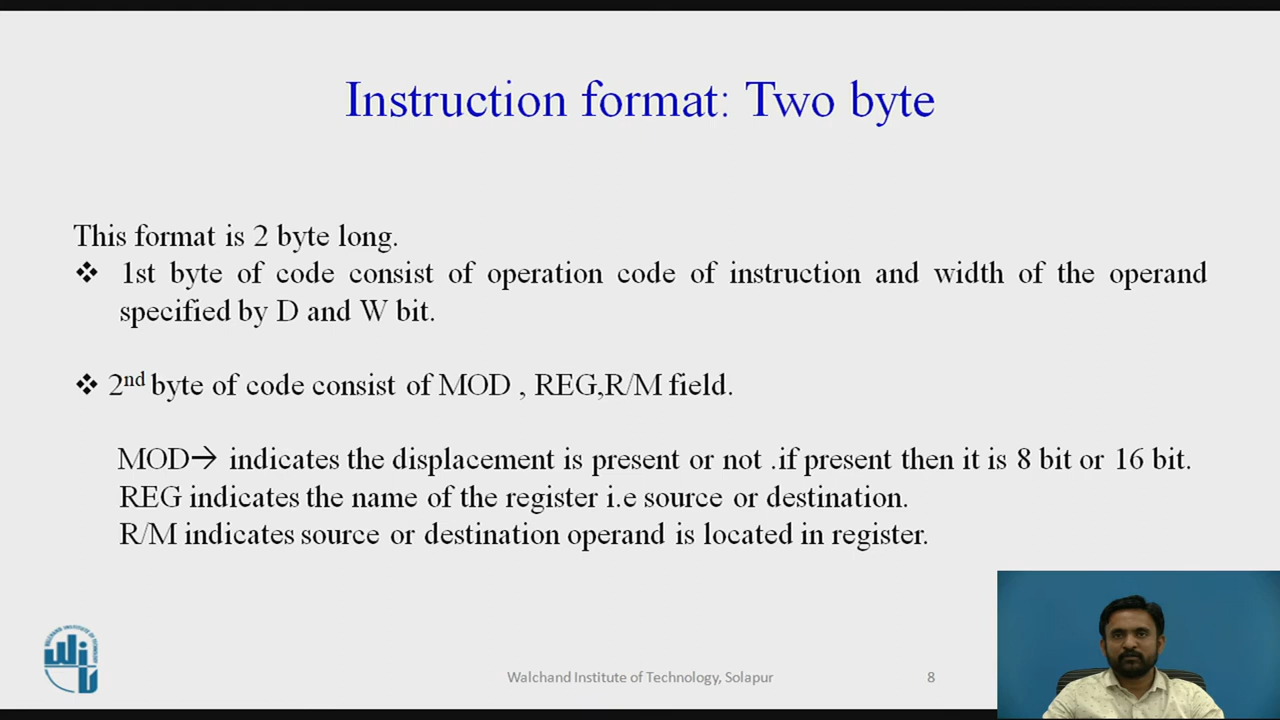 Instruction format: Two byte
This format is 2 byte long.
❖ 1st byte of code consist of operation code of instruction and width of the operand
specified by D and W bit.
❖ 2nd byte of code consist of MOD , REG,R/M field.
MOD→ indicates the displacement is present or not .if present then it is 8 bit or 16 bit.
REG indicates the name of the register i.e source or destination.
R/M indicates source or destination operand is located in register.
Walchand Institute of Technology, Solapur
8